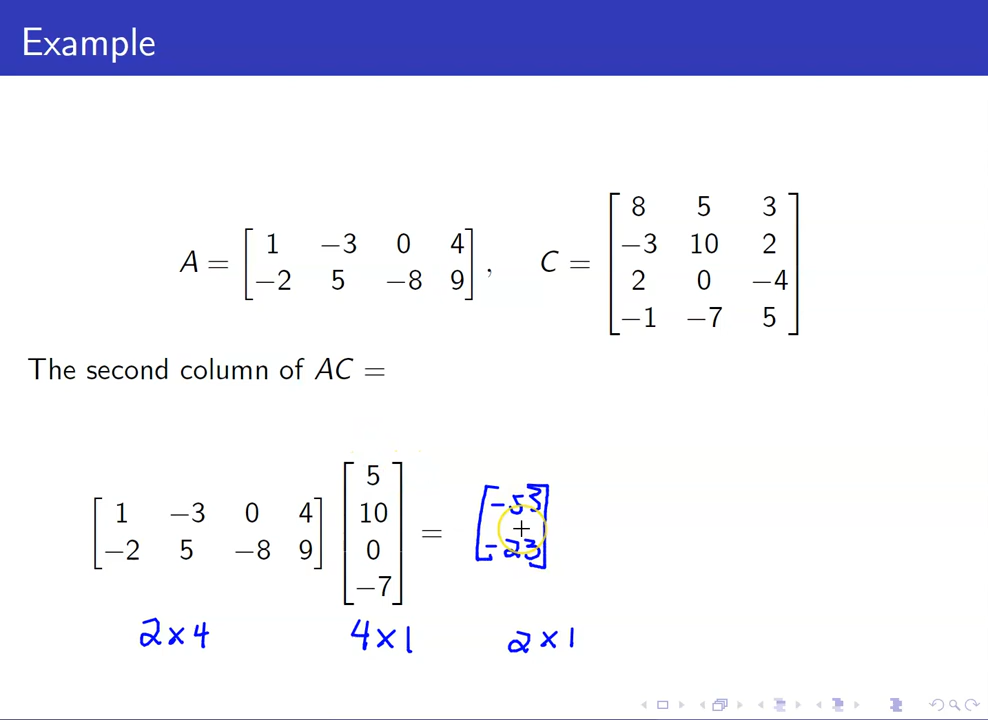 Example
A = [ 1 −3 0 4 ; −2 5 −8 9 ] , C = [ 8 5 3 ; −3 10 2 ; 2 0 −4 ; −1 −7 5 ]
The second column of AC =
[ 1 −3 0 4 ; −2 5 −8 9 ] [ 5 ; 10 ; 0 ; −7 ] = [ -53 ; -23 ]
2 × 4 4 × 1 2 × 1